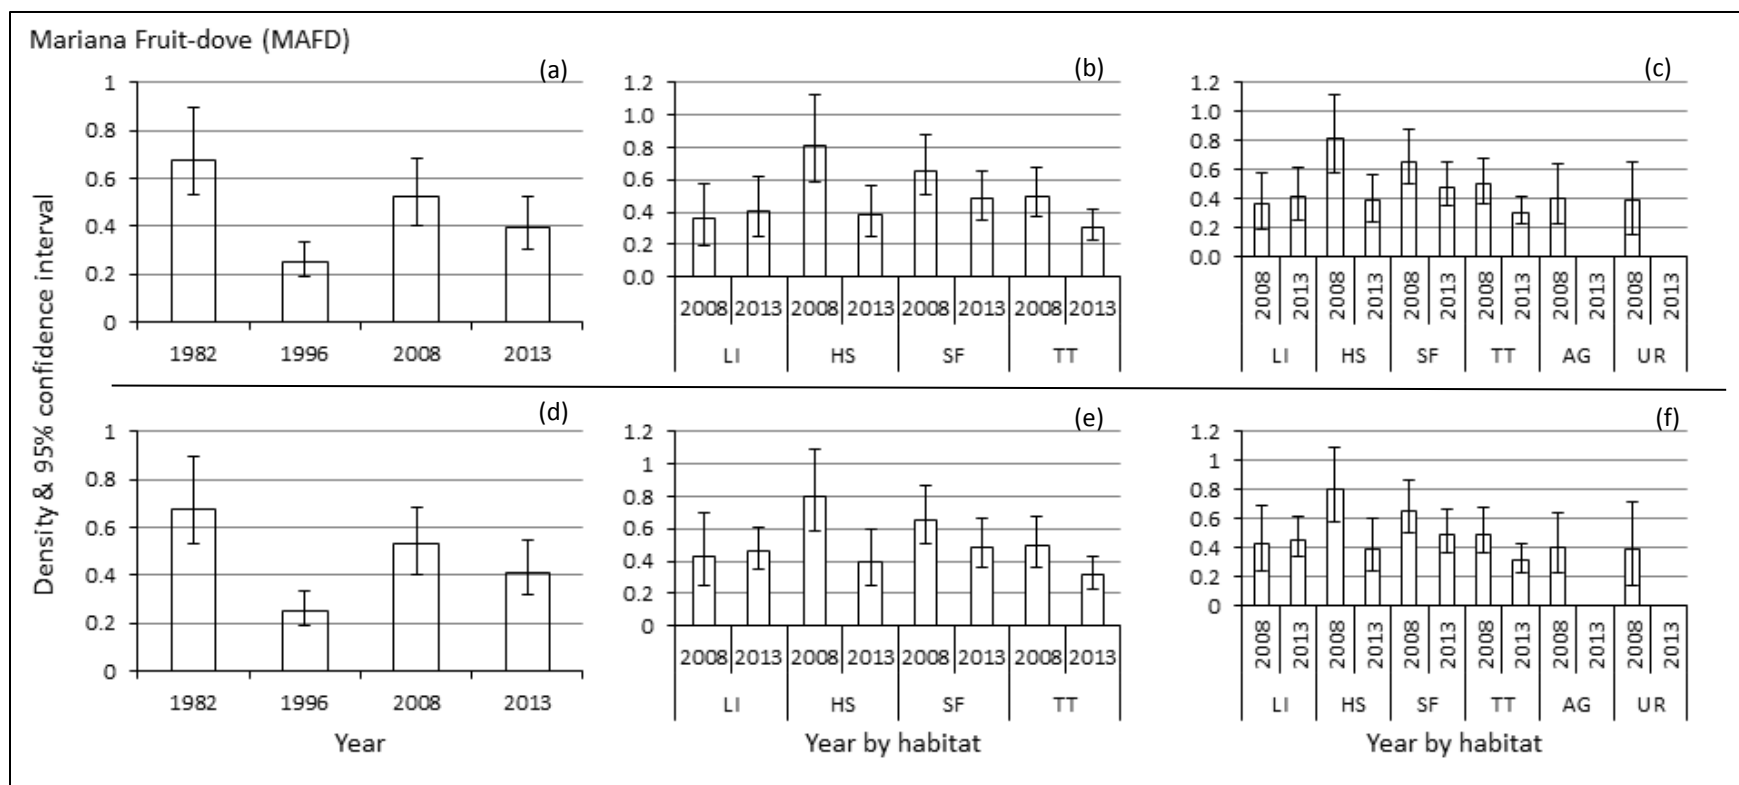 Mariana Fruit-dove (MAFD)
Density & 95% confidence interval
(a)
1
0.8
0.6
0.4
0.2
0
1982 1996 2008 2013
(b)
1.2
1.0
0.8
0.6
0.4
0.2
0.0
2008 2013 2008 2013 2008 2013 2008 2013
LI HS SF TT
(c)
1.2
1.0
0.8
0.6
0.4
0.2
0.0
2008 2013 2008 2013 2008 2013 2008 2013 2008 2013 2008 2013
LI HS SF TT AG UR
(d)
1
0.8
0.6
0.4
0.2
0
1982 1996 2008 2013
Year
(e)
1.2
1
0.8
0.6
0.4
0.2
0
2008 2013 2008 2013 2008 2013 2008 2013
LI HS SF TT
Year by habitat
(f)
1.2
1
0.8
0.6
0.4
0.2
0
2008 2013 2008 2013 2008 2013 2008 2013 2008 2013 2008 2013
LI HS SF TT AG UR
Year by habitat